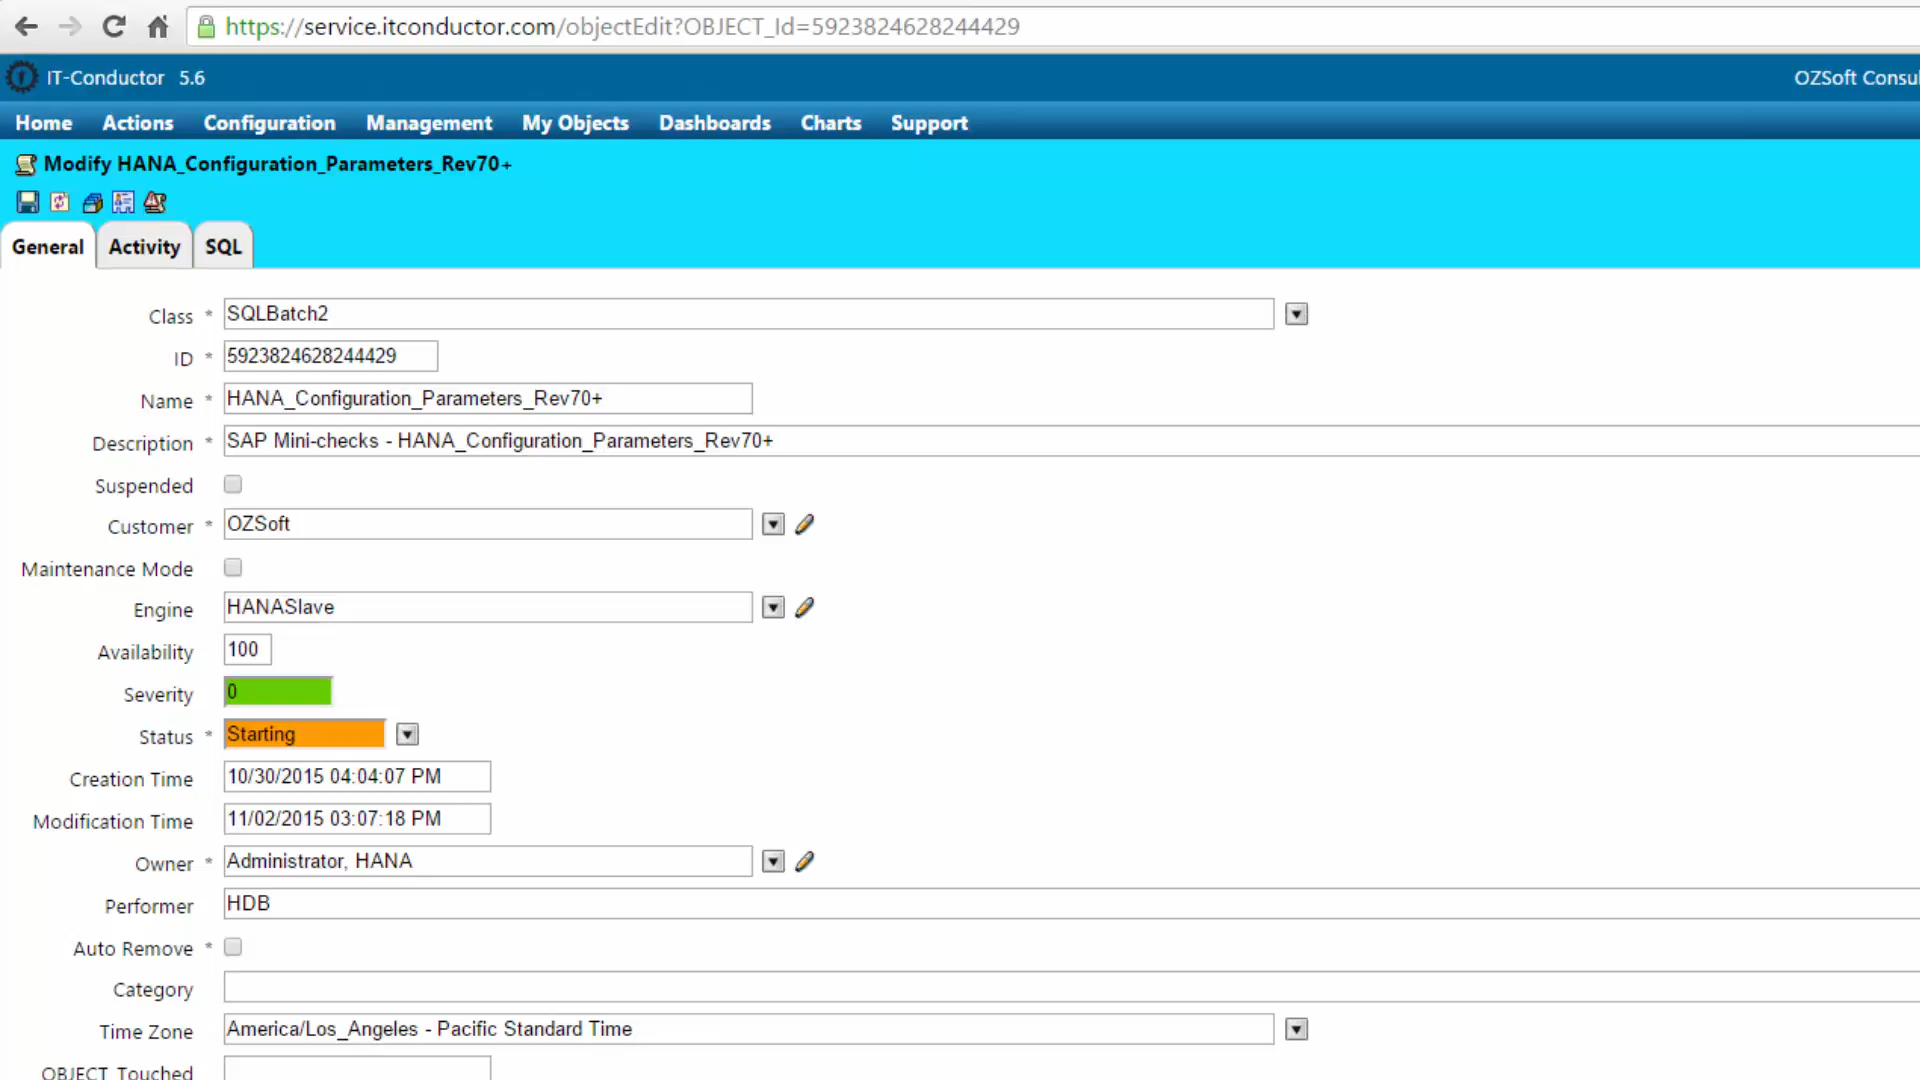 https://service.itconductor.com/objectEdit?OBJECT_Id=5923824628244429
IT-Conductor 5.6
OZSoft Consul
Home Actions Configuration Management My Objects Dashboards Charts Support
Modify HANA_Configuration_Parameters_Rev70+
General Activity SQL
Class * SQLBatch2
ID * 5923824628244429
Name * HANA_Configuration_Parameters_Rev70+
Description * SAP Mini-checks - HANA_Configuration_Parameters_Rev70+
Suspended
Customer * OZSoft
Maintenance Mode
Engine HANASlave
Availability 100
Severity 0
Status * Starting
Creation Time 10/30/2015 04:04:07 PM
Modification Time 11/02/2015 03:07:18 PM
Owner * Administrator, HANA
Performer HDB
Auto Remove *
Category
Time Zone America/Los_Angeles - Pacific Standard Time
OBJECT_Touched